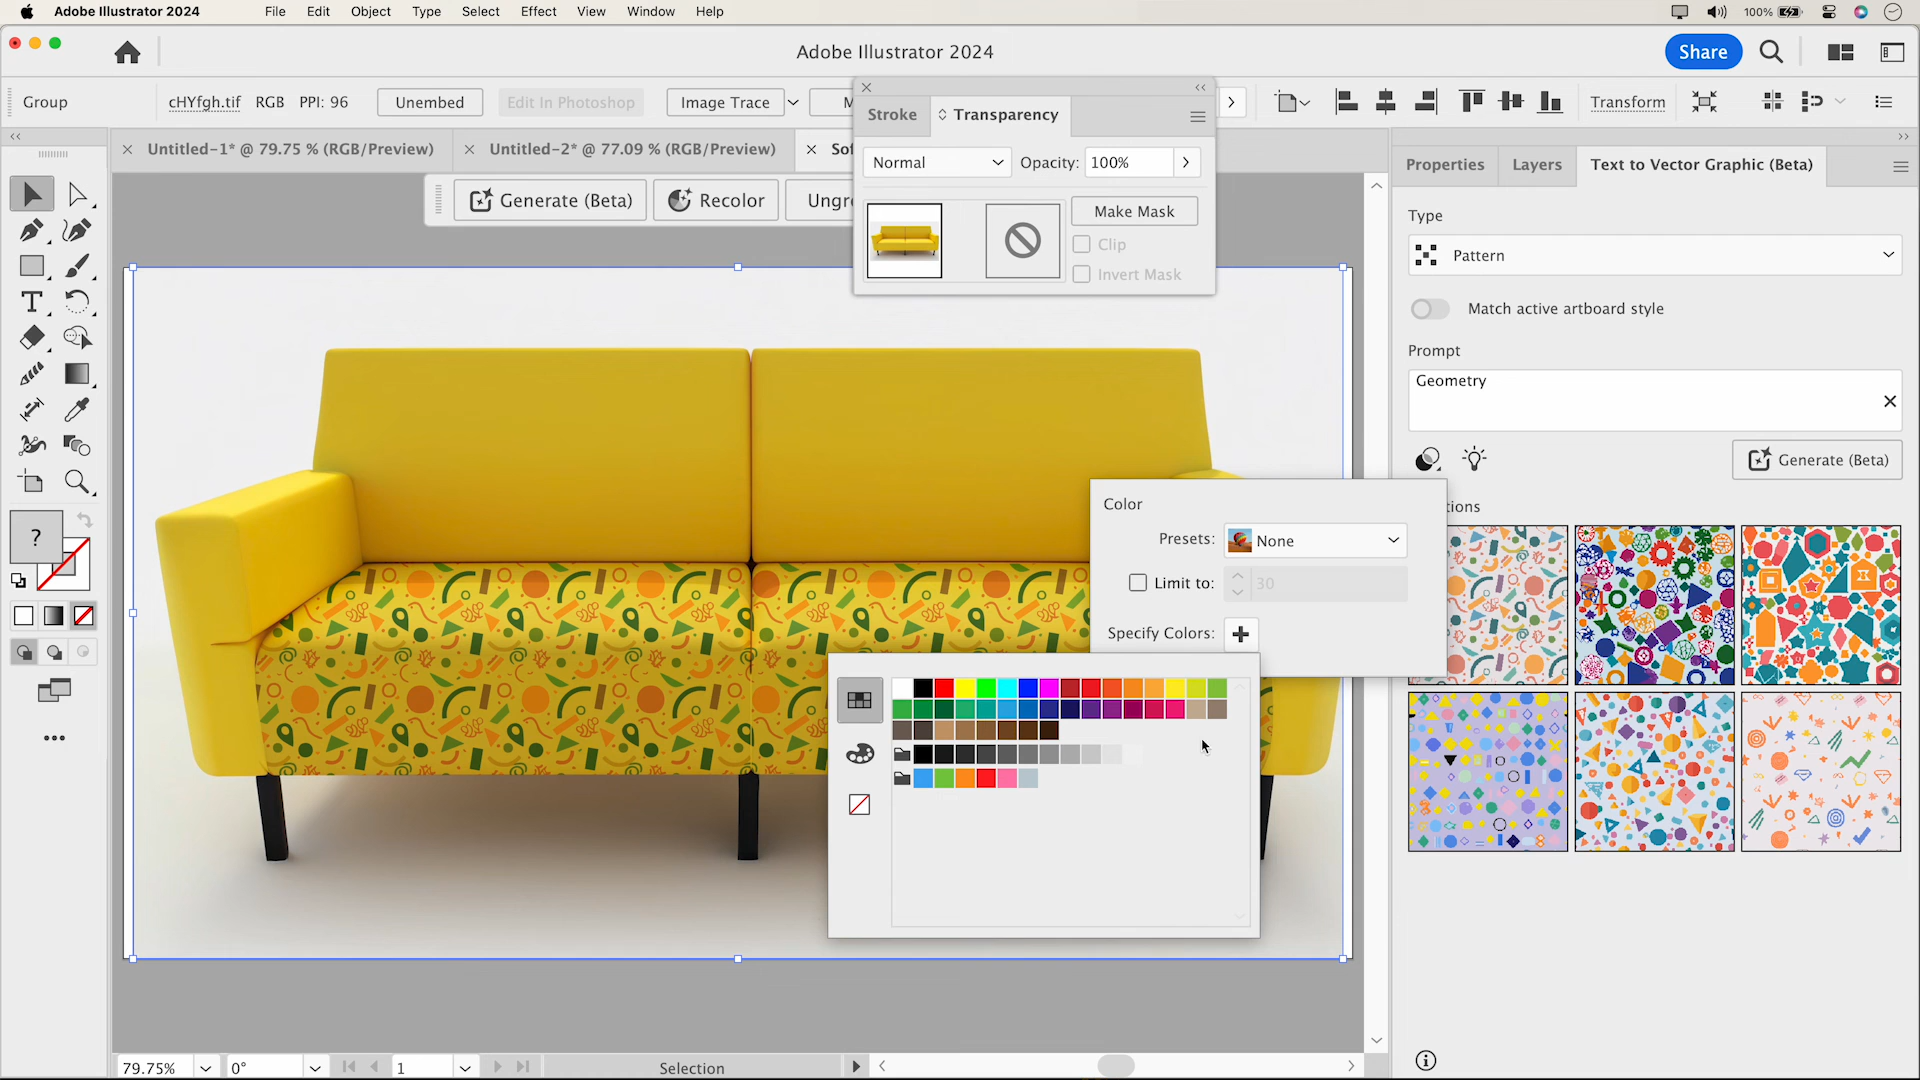 Adobe Illustrator 2024 File Edit Object Type Select Effect View Window Help 100%
Adobe Illustrator 2024 Share
Group cHYfgh.tif RGB PPI: 96 Unembed Edit In Photoshop Image Trace M Transform
Stroke Transparency
Untitled-1* @ 79.75 % (RGB/Preview) Untitled-2* @ 77.09 % (RGB/Preview) Sof
Normal Opacity: 100%
Generate (Beta) Recolor Ungr
Make Mask
Clip
Invert Mask
Properties Layers Text to Vector Graphic (Beta)
Type
Pattern
Match active artboard style
Prompt
Geometry
Generate (Beta)
tions
Color
Presets: None
Limit to: 30
Specify Colors:
?
79.75% 0° 1 Selection